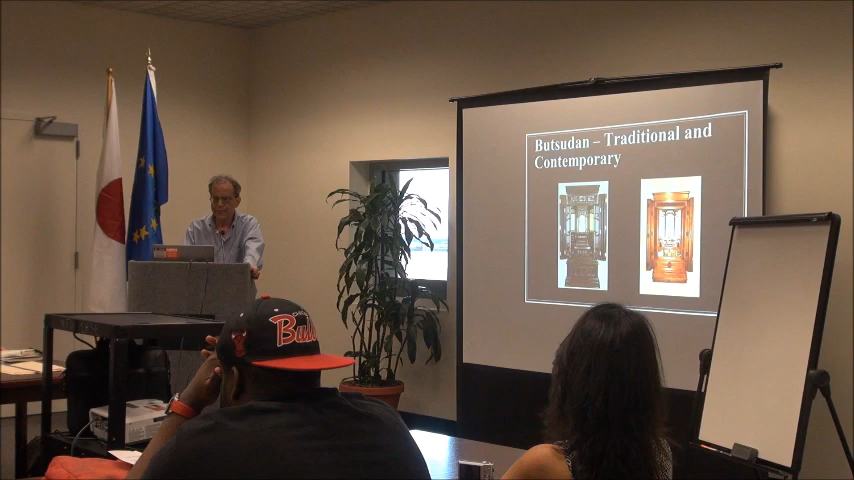 Butsudan – Traditional and
Contemporary
Bulls